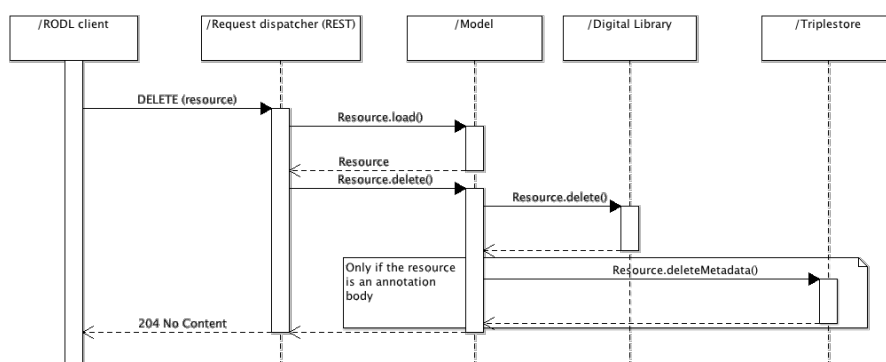 /RODL client
/Request dispatcher (REST)
/Model
/Digital Library
/Triplestore
DELETE (resource)
Resource.load()
Resource
Resource.delete()
Resource.delete()
Only if the resource
is an annotation
body
Resource.deleteMetadata()
204 No Content